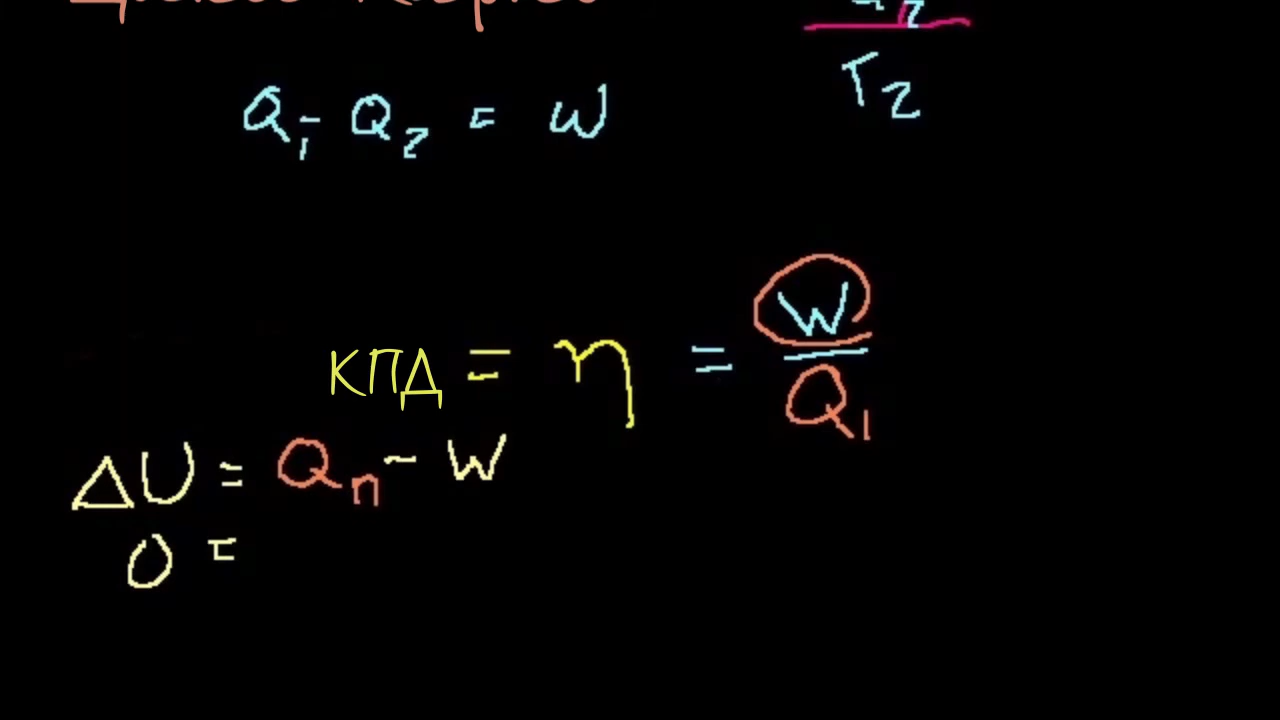 T₂
Q₁ - Q₂ = W
КПД = η = W / Q₁
ΔU = Qₙ - W
0 =